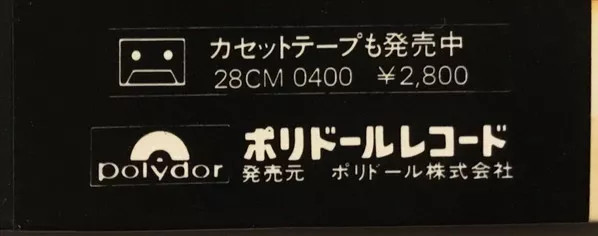 カセットテープも発売中
28CM 0400 ¥2,800
polydor
ポリドールレコード
発売元 ポリドール株式会社